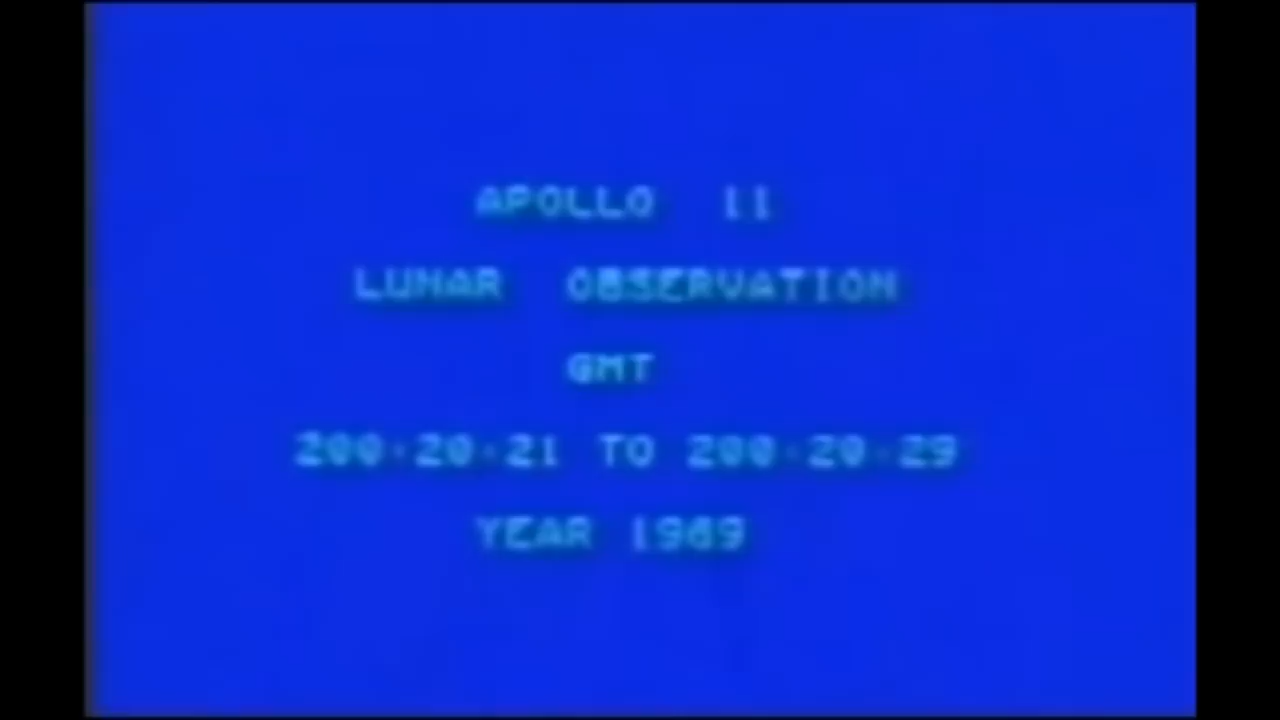 APOLLO 11
LUNAR OBSERVATION
GMT
200:20:21 TO 200:20:29
YEAR 1969